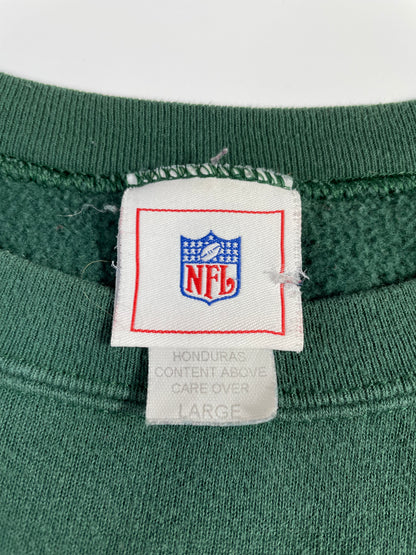 NFL
HONDURAS
CONTENT ABOVE
CARE OVER
LARGE